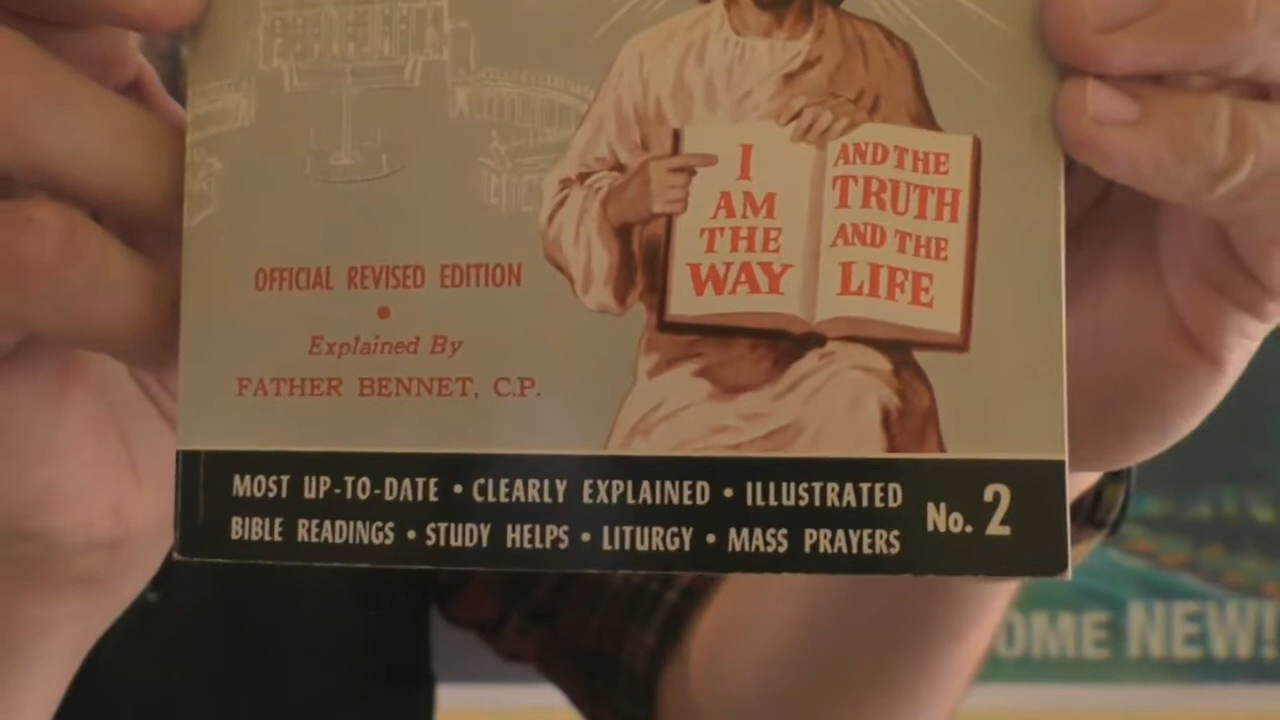 I
AM
THE
WAY
AND THE
TRUTH
AND THE
LIFE
OFFICIAL REVISED EDITION
•
Explained By
FATHER BENNET, C.P.
MOST UP-TO-DATE • CLEARLY EXPLAINED • ILLUSTRATED
BIBLE READINGS • STUDY HELPS • LITURGY • MASS PRAYERS
No. 2
NEW!